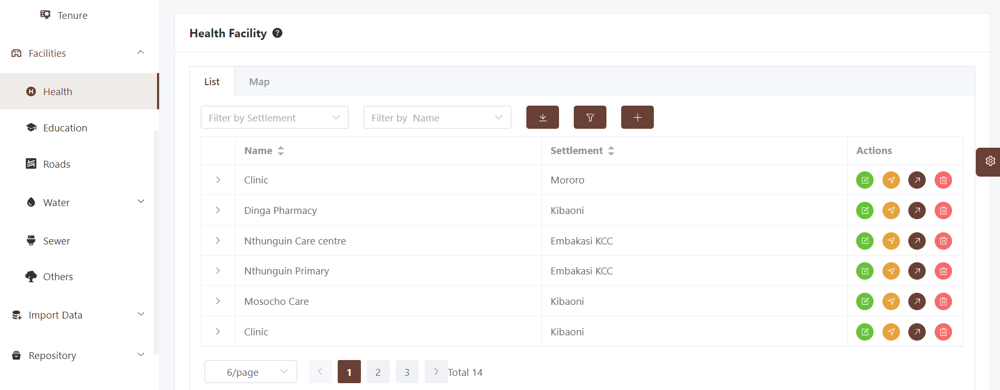 Tenure
Facilities
Health
Education
Roads
Water
Sewer
Others
Import Data
Repository
Health Facility ?
List Map
Filter by Settlement Filter by Name
Name Settlement Actions
Clinic Mororo
Dinga Pharmacy Kibaoni
Nthunguin Care centre Embakasi KCC
Nthunguin Primary Embakasi KCC
Mosocho Care Kibaoni
Clinic Kibaoni
6/page 1 2 3 Total 14